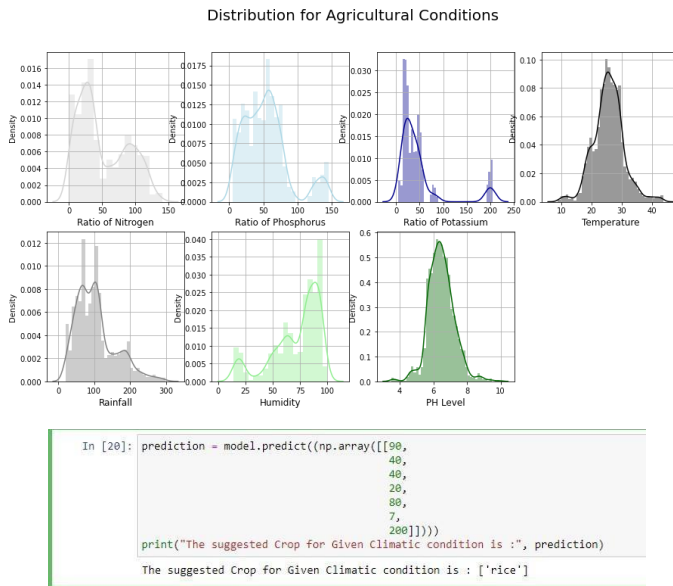 Distribution for Agricultural Conditions
Density
0.016
0.014
0.012
0.010
0.008
0.006
0.004
0.002
0.000
0 50 100 150
Ratio of Nitrogen
Density
0.0175
0.0150
0.0125
0.0100
0.0075
0.0050
0.0025
0.0000
0 50 100 150
Ratio of Phosphorus
Density
0.030
0.025
0.020
0.015
0.010
0.005
0.000
0 50 100 150 200 250
Ratio of Potassium
Density
0.10
0.08
0.06
0.04
0.02
0.00
10 20 30 40
Temperature
Density
0.012
0.010
0.008
0.006
0.004
0.002
0.000
0 100 200 300
Rainfall
Density
0.040
0.035
0.030
0.025
0.020
0.015
0.010
0.005
0.000
0 25 50 75 100
Humidity
Density
0.6
0.5
0.4
0.3
0.2
0.1
0.0
4 6 8 10
PH Level
In [20]: prediction = model.predict((np.array([[90,
40,
40,
20,
80,
7,
200]])))
print("The suggested Crop for Given Climatic condition is :", prediction)
The suggested Crop for Given Climatic condition is : ['rice']